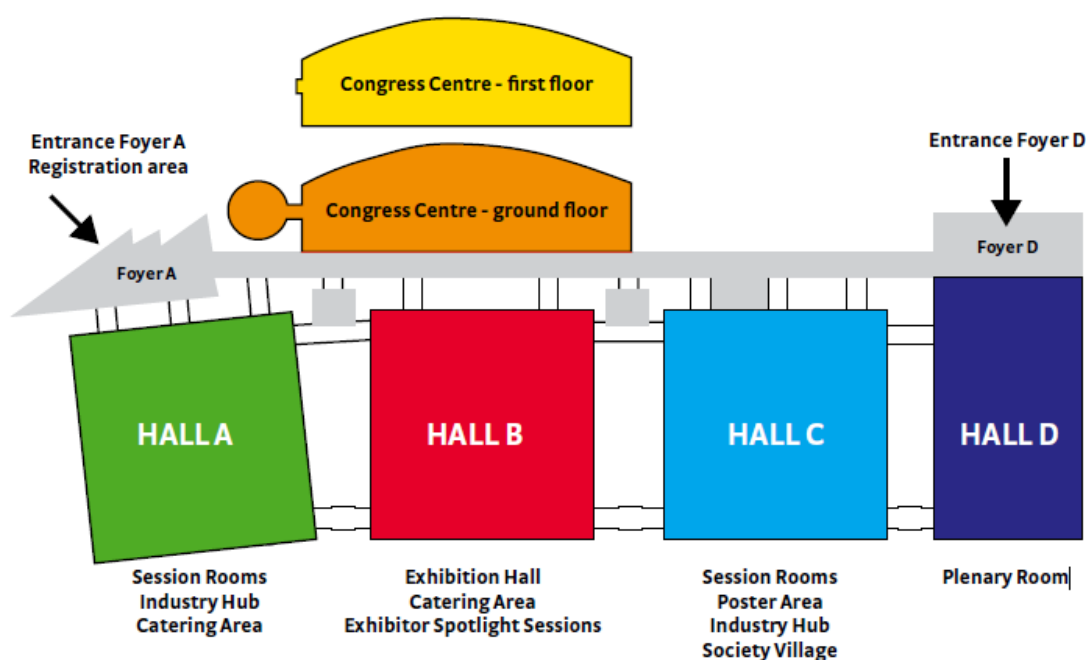 Congress Centre - first floor
Entrance Foyer A
Registration area
Entrance Foyer D
Congress Centre - ground floor
Foyer A
Foyer D
HALL A
HALL B
HALL C
HALL D
Session Rooms
Industry Hub
Catering Area
Exhibition Hall
Catering Area
Exhibitor Spotlight Sessions
Session Rooms
Poster Area
Industry Hub
Society Village
Plenary Room